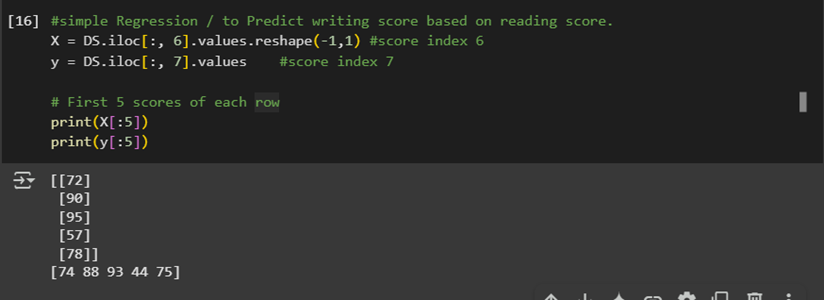 [16] #simple Regression / to Predict writing score based on reading score.
X = DS.iloc[:, 6].values.reshape(-1,1) #score index 6
y = DS.iloc[:, 7].values    #score index 7

# First 5 scores of each row
print(X[:5])
print(y[:5])

[[72]
 [90]
 [95]
 [57]
 [78]]
[74 88 93 44 75]